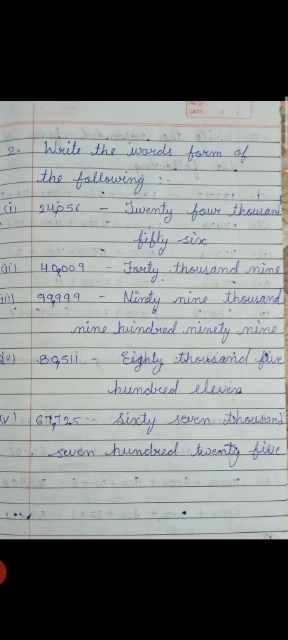 DATE
2. Write the words form of
the following :-
(i) 24,056 - Twenty four thousand
fifty six
(ii) 40,009 - Forty thousand nine
(iii) 99,999 - Ninty nine thousand
nine hundred ninety nine
(iv) 80,511 - Eighty thousand five
hundred eleven
(v) 67,725 - Sixty seven thousand
seven hundred twenty five